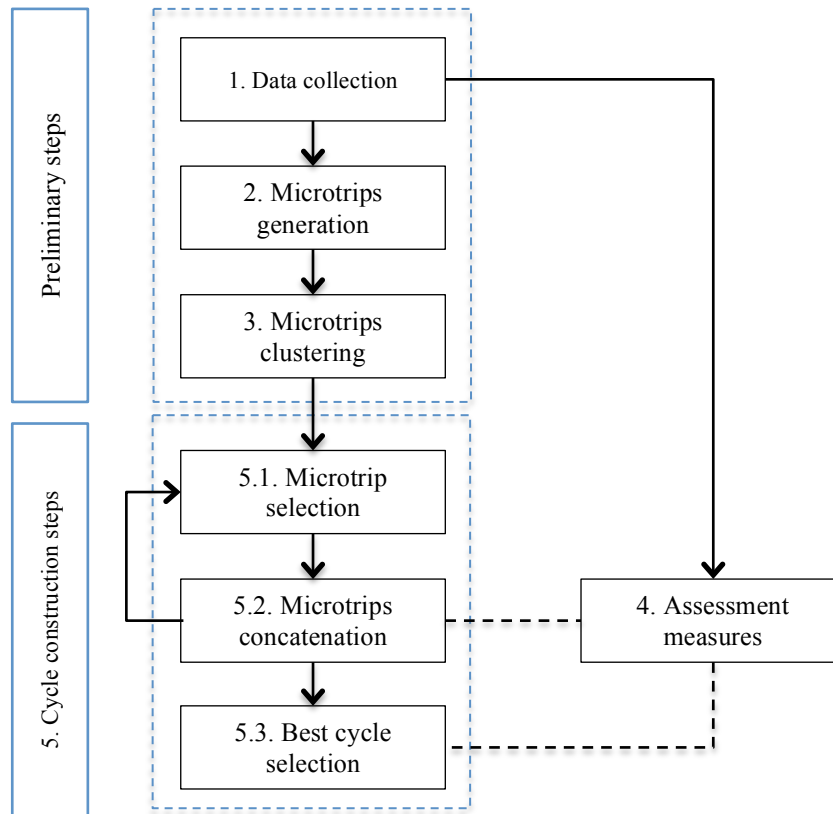 Preliminary steps
1. Data collection
2. Microtrips
generation
3. Microtrips
clustering
5. Cycle construction steps
5.1. Microtrip
selection
5.2. Microtrips
concatenation
4. Assessment
measures
5.3. Best cycle
selection